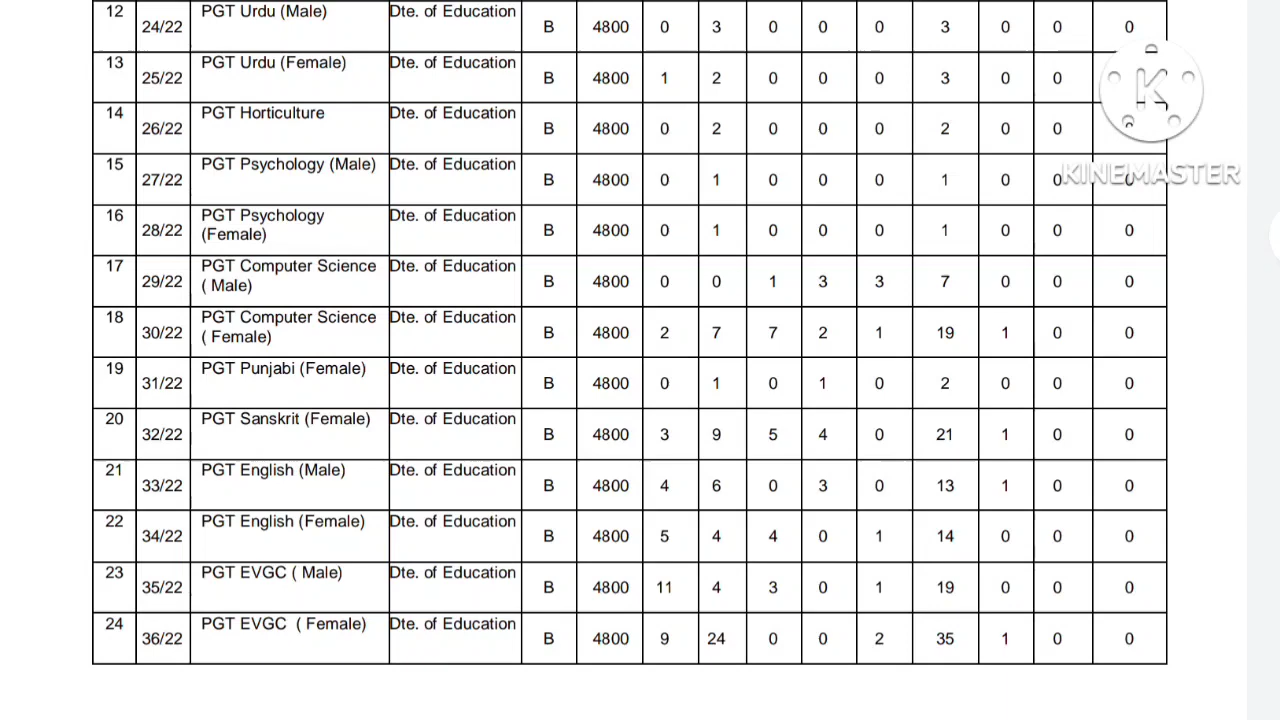 12 24/22 PGT Urdu (Male) Dte. of Education B 4800 0 3 0 0 0 3 0 0 0
13 25/22 PGT Urdu (Female) Dte. of Education B 4800 1 2 0 0 0 3 0 0
14 26/22 PGT Horticulture Dte. of Education B 4800 0 2 0 0 0 2 0 0
15 27/22 PGT Psychology (Male) Dte. of Education B 4800 0 1 0 0 0 1 0 0 0
16 28/22 PGT Psychology (Female) Dte. of Education B 4800 0 1 0 0 0 1 0 0 0
17 29/22 PGT Computer Science ( Male) Dte. of Education B 4800 0 0 1 3 3 7 0 0 0
18 30/22 PGT Computer Science ( Female) Dte. of Education B 4800 2 7 7 2 1 19 1 0 0
19 31/22 PGT Punjabi (Female) Dte. of Education B 4800 0 1 0 1 0 2 0 0 0
20 32/22 PGT Sanskrit (Female) Dte. of Education B 4800 3 9 5 4 0 21 1 0 0
21 33/22 PGT English (Male) Dte. of Education B 4800 4 6 0 3 0 13 1 0 0
22 34/22 PGT English (Female) Dte. of Education B 4800 5 4 4 0 1 14 0 0 0
23 35/22 PGT EVGC ( Male) Dte. of Education B 4800 11 4 3 0 1 19 0 0 0
24 36/22 PGT EVGC ( Female) Dte. of Education B 4800 9 24 0 0 2 35 1 0 0
K
KINEMASTER